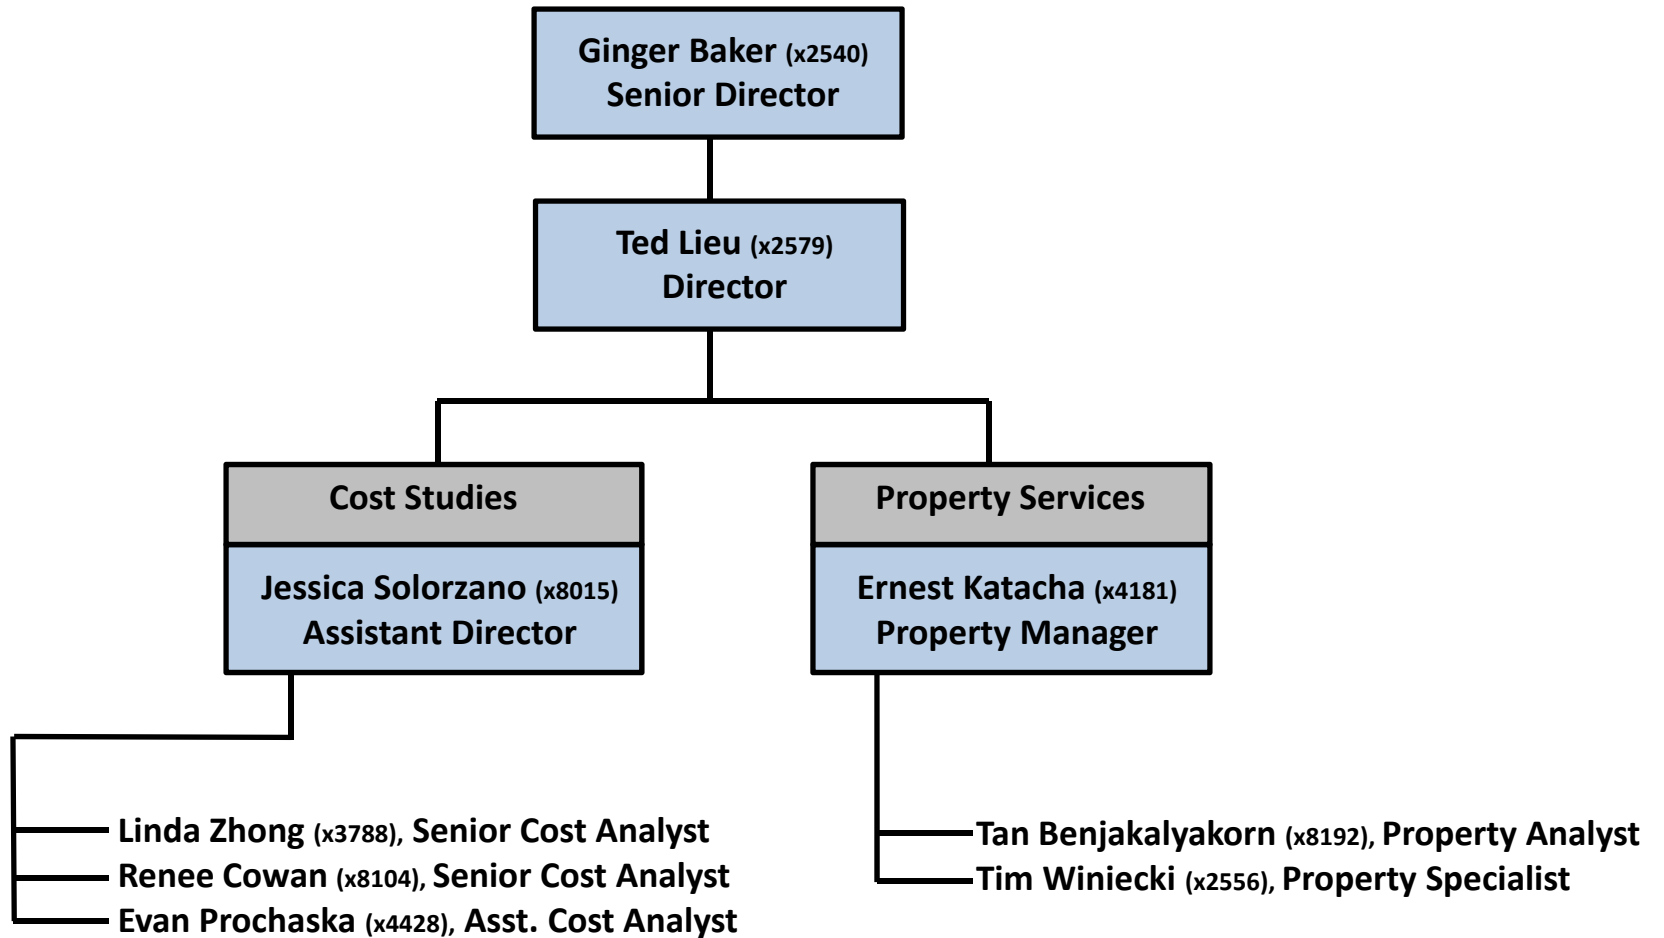 Ginger Baker (x2540)
Senior Director
Ted Lieu (x2579)
Director
Cost Studies
Jessica Solorzano (x8015)
Assistant Director
Linda Zhong (x3788), Senior Cost Analyst
Renee Cowan (x8104), Senior Cost Analyst
Evan Prochaska (x4428), Asst. Cost Analyst
Property Services
Ernest Katacha (x4181)
Property Manager
Tan Benjakalyakorn (x8192), Property Analyst
Tim Winiecki (x2556), Property Specialist